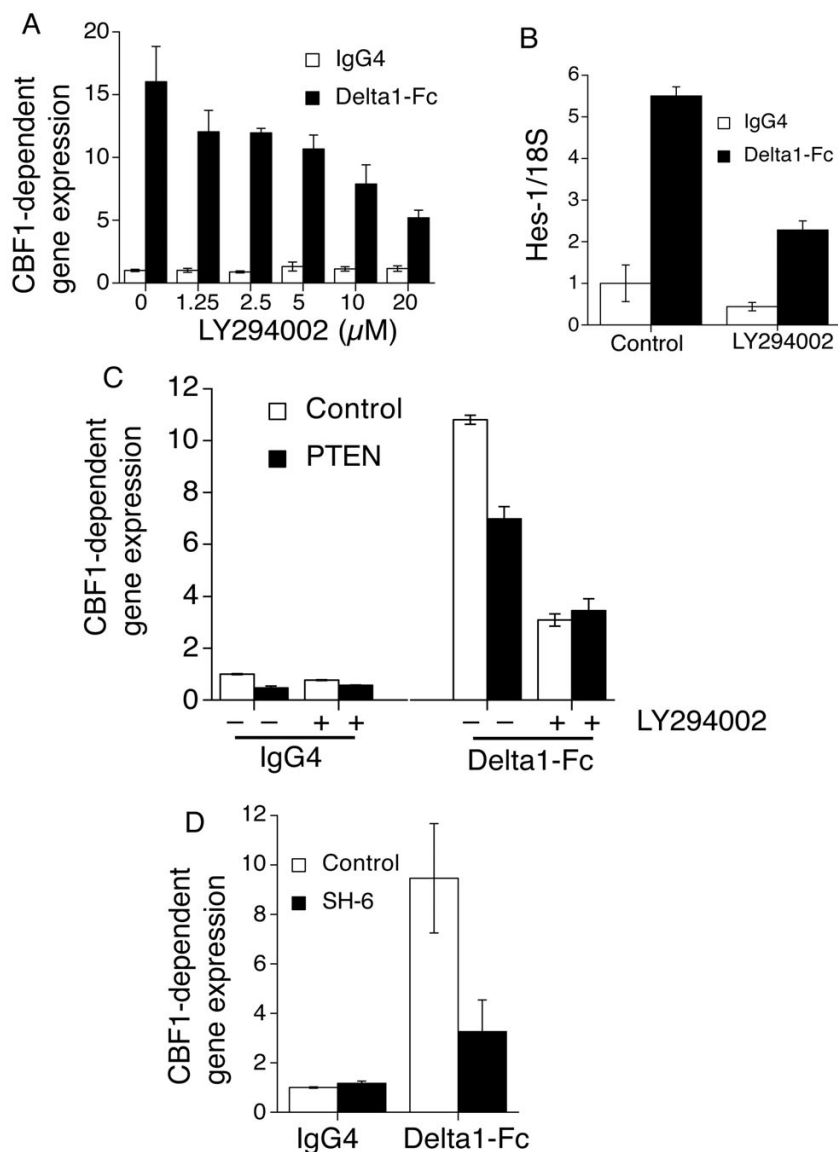 A
CBF1-dependent
gene expression
20
15
10
5
0
IgG4
Delta1-Fc
0 1.25 2.5 5 10 20
LY294002 (µM)
B
Hes-1/18S
6
5
4
3
2
1
0
IgG4
Delta1-Fc
Control LY294002
C
CBF1-dependent
gene expression
12
10
8
6
4
2
0
Control
PTEN
– – + + – – + + LY294002
IgG4 Delta1-Fc
D
CBF1-dependent
gene expression
12
10
8
6
4
2
0
Control
SH-6
IgG4 Delta1-Fc